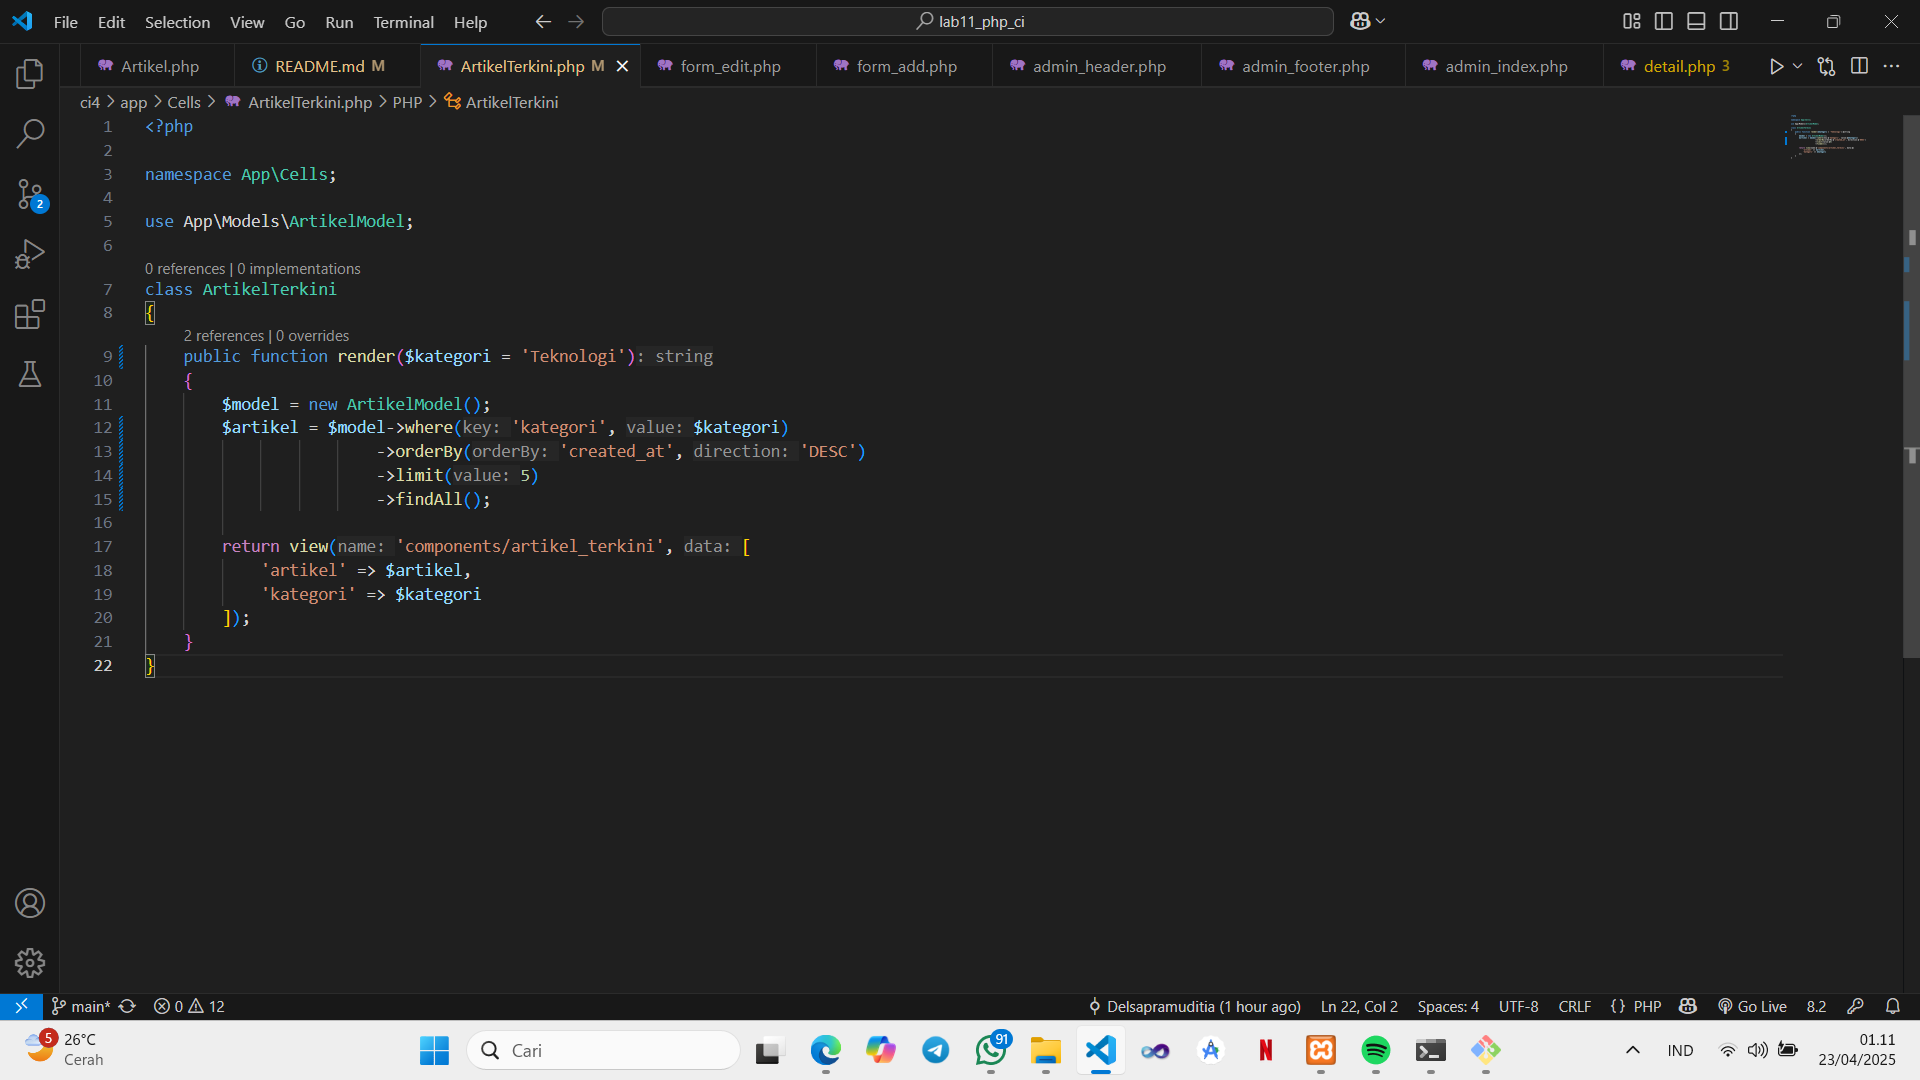 File Edit Selection View Go Run Terminal Help lab11_php_ci
Artikel.php README.md M ArtikelTerkini.php M form_edit.php form_add.php admin_header.php admin_footer.php admin_index.php detail.php 3
ci4 > app > Cells > ArtikelTerkini.php > PHP > ArtikelTerkini
1 <?php
2
3 namespace App\Cells;
4
5 use App\Models\ArtikelModel;
6
0 references | 0 implementations
7 class ArtikelTerkini
8 {
2 references | 0 overrides
9 public function render($kategori = 'Teknologi'): string
10 {
11 $model = new ArtikelModel();
12 $artikel = $model->where(key: 'kategori', value: $kategori)
13 ->orderBy(orderBy: 'created_at', direction: 'DESC')
14 ->limit(value: 5)
15 ->findAll();
16
17 return view(name: 'components/artikel_terkini', data: [
18 'artikel' => $artikel,
19 'kategori' => $kategori
20 ]);
21 }
22 }
2
main* 0 12 Delsapramuditia (1 hour ago) Ln 22, Col 2 Spaces: 4 UTF-8 CRLF {} PHP Go Live 8.2
5 26°C
Cerah
Cari
91
IND
01.11
23/04/2025